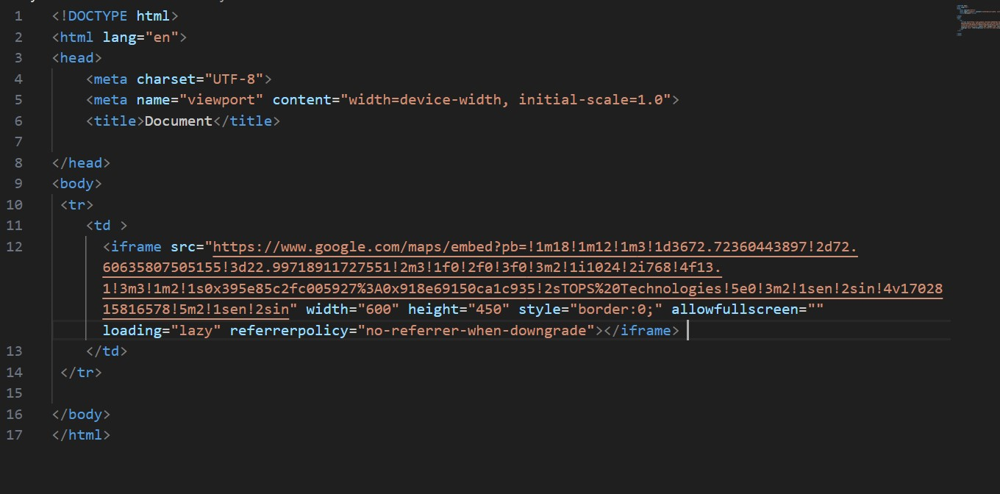 1 <!DOCTYPE html>
2 <html lang="en">
3 <head>
4 <meta charset="UTF-8">
5 <meta name="viewport" content="width=device-width, initial-scale=1.0">
6 <title>Document</title>
7
8 </head>
9 <body>
10 <tr>
11 <td >
12 <iframe src="https://www.google.com/maps/embed?pb=!1m18!1m12!1m3!1d3672.72360443897!2d72.
60635807505155!3d22.99718911727551!2m3!1f0!2f0!3f0!3m2!1i1024!2i768!4f13.
1!3m3!1m2!1s0x395e85c2fc005927%3A0x918e69150ca1c935!2sTOPS%20Technologies!5e0!3m2!1sen!2sin!4v17028
15816578!5m2!1sen!2sin" width="600" height="450" style="border:0;" allowfullscreen=""
loading="lazy" referrerpolicy="no-referrer-when-downgrade"></iframe>
13 </td>
14 </tr>
15
16 </body>
17 </html>